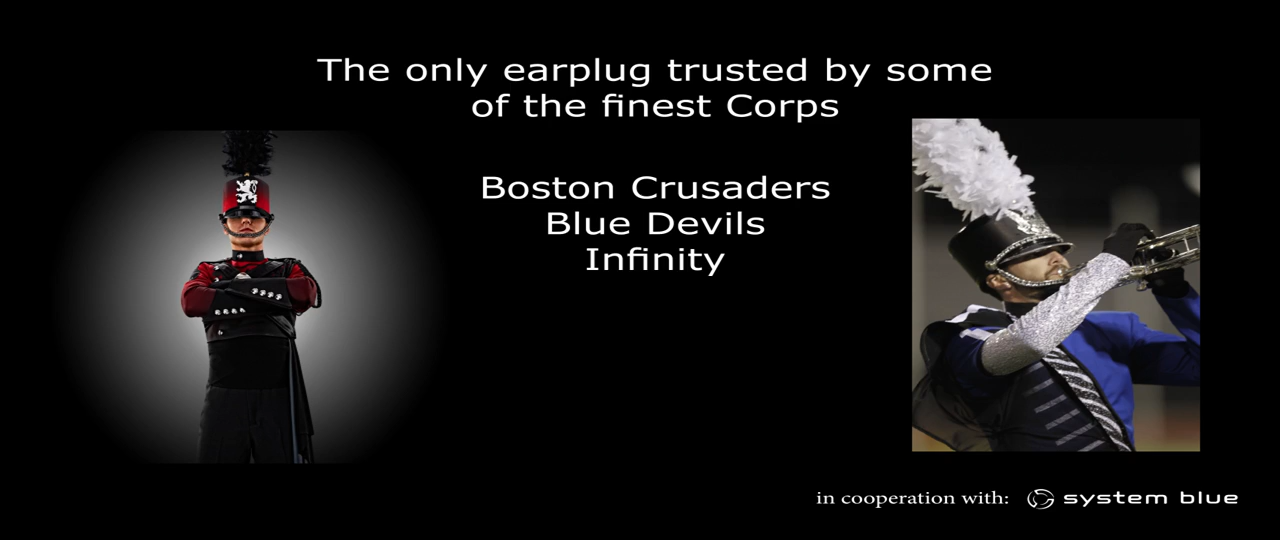 The only earplug trusted by some
of the finest Corps
Boston Crusaders
Blue Devils
Infinity
in cooperation with: system blue